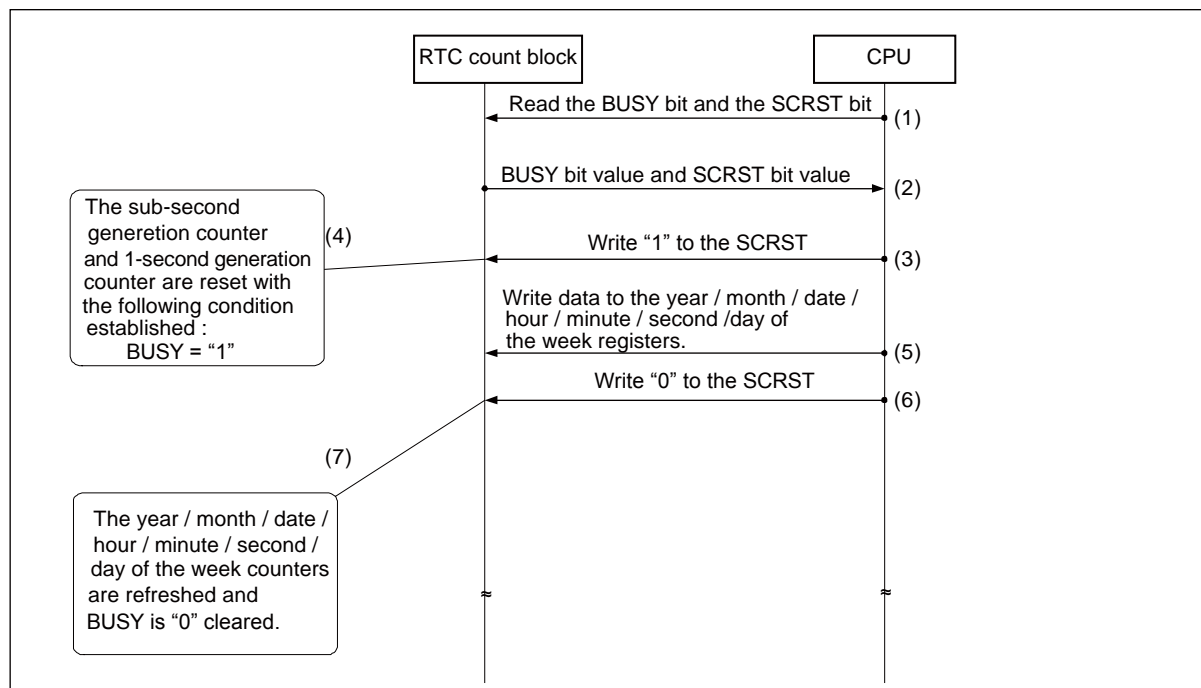 RTC count block
CPU
Read the BUSY bit and the SCRST bit
(1)
BUSY bit value and SCRST bit value
(2)
The sub-second
generetion counter
and 1-second generation
counter are reset with
the following condition
established :
BUSY = “1”
(4)
Write “1” to the SCRST
(3)
Write data to the year / month / date /
hour / minute / second /day of
the week registers.
(5)
Write “0” to the SCRST
(6)
(7)
The year / month / date /
hour / minute / second /
day of the week counters
are refreshed and
BUSY is “0” cleared.
≈
≈